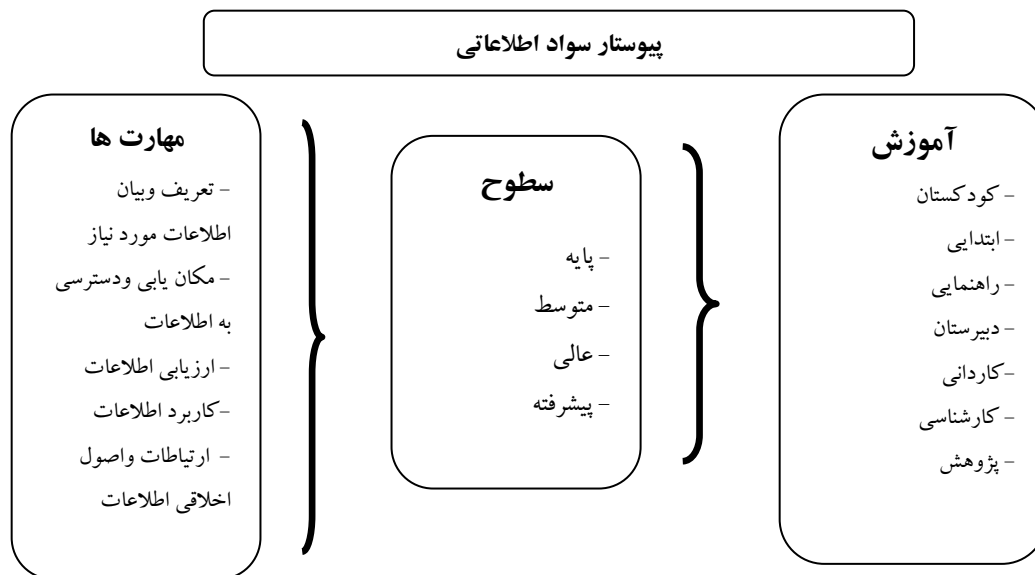 پیوستار سواد اطلاعاتی
آموزش
– کودکستان
– ابتدایی
– راهنمایی
– دبیرستان
–کاردانی
– کارشناسی
– پژوهش
سطوح
– پایه
– متوسط
– عالی
– پیشرفته
مهارت ها
– تعریف وبیان
اطلاعات مورد نیاز
– مکان یابی ودسترسی
به اطلاعات
– ارزیابی اطلاعات
–کاربرد اطلاعات
– ارتباطات واصول
اخلاقی اطلاعات